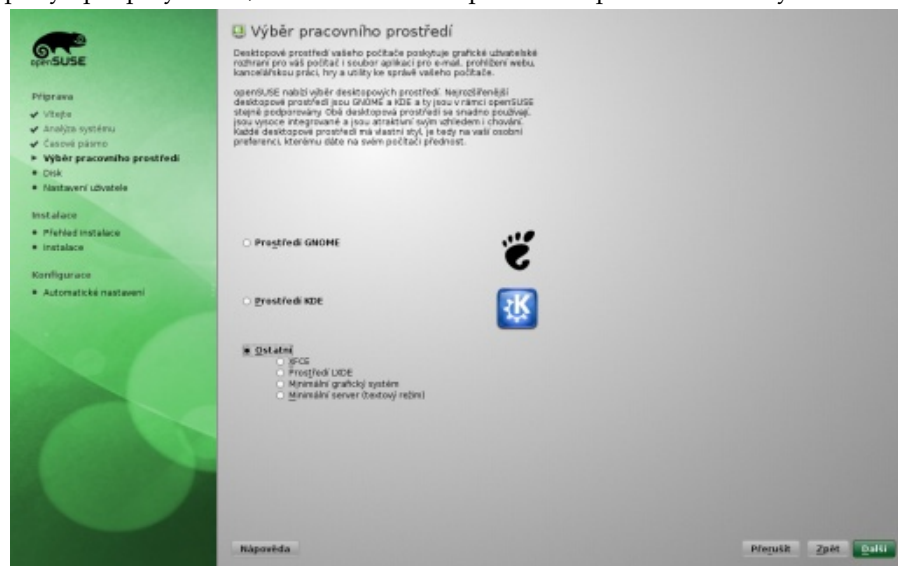 openSUSE
Příprava
Vítejte
Analýza systému
Časové pásmo
Výběr pracovního prostředí
Disk
Nastavení uživatele
Instalace
Přehled instalace
Instalace
Konfigurace
Automatické nastavení
Výběr pracovního prostředí
Desktopové prostředí vašeho počítače poskytuje grafické uživatelské
rozhraní pro váš počítač i soubor aplikací pro e-mail, prohlížení webu,
kancelářskou práci, hry a utility ke správě vašeho počítače.
openSUSE nabízí výběr desktopových prostředí. Nejrozšířenější
desktopové prostředí jsou GNOME a KDE a ty jsou v rámci openSUSE
stejně podporovány. Obě desktopová prostředí se snadno používají,
jsou vysoce integrované a jsou atraktivní svým vzhledem i chování.
Každé desktopové prostředí má vlastní styl, je tedy na vaší osobní
preferenci, kterému dáte na svém počítači přednost.
Prostředí GNOME
Prostředí KDE
Ostatní
XFCE
Prostředí LXDE
Minimální grafický systém
Minimální server (textový režim)
Nápověda
Přerušit
Zpět
Další